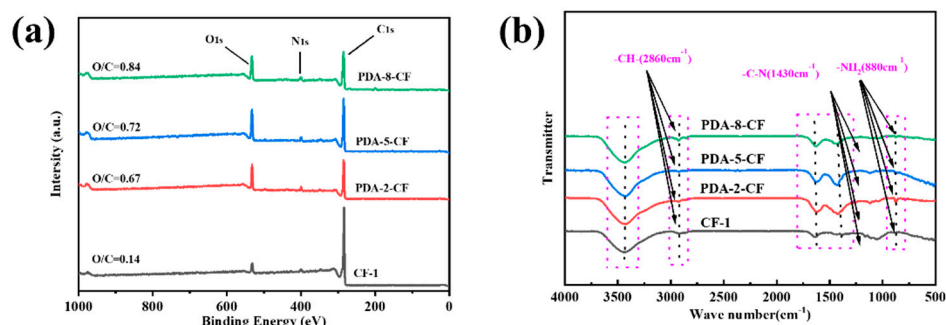 (a)
O1s
N1s
C1s
O/C=0.84
PDA-8-CF
O/C=0.72
PDA-5-CF
O/C=0.67
PDA-2-CF
O/C=0.14
CF-1
Intersity (a.u.)
1000 800 600 400 200 0
Binding Energy (eV)
(b)
-CH-(2860cm-1)
-C-N(1430cm-1)
-NH2(880cm-1)
PDA-8-CF
PDA-5-CF
PDA-2-CF
CF-1
Transmitter
4000 3500 3000 2500 2000 1500 1000 500
Wave number(cm-1)